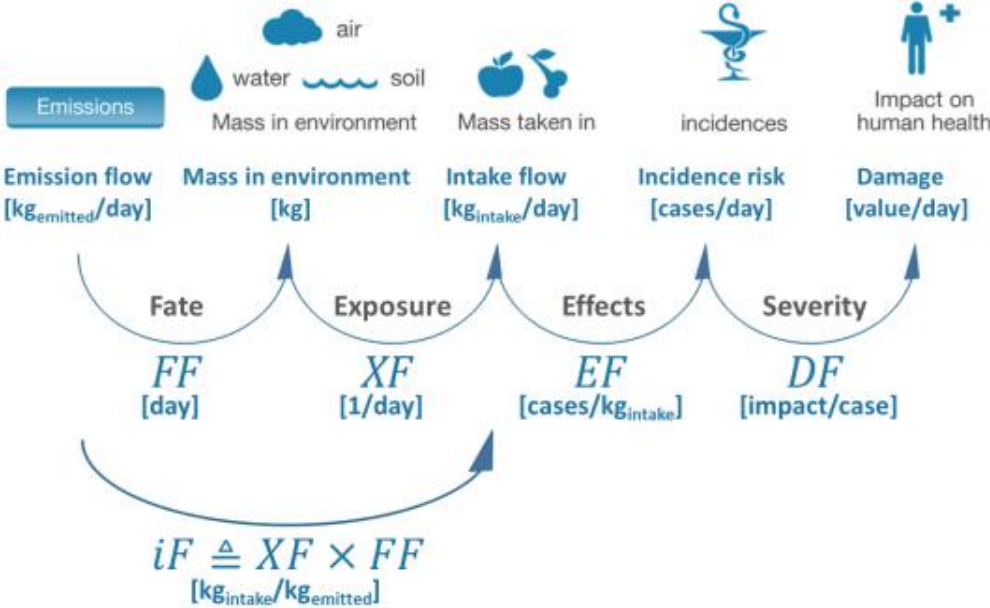 air
water
soil
Emissions
Mass in environment
Mass taken in
incidences
Impact on
human health
Emission flow
[kgemitted/day]
Mass in environment
[kg]
Intake flow
[kgintake/day]
Incidence risk
[cases/day]
Damage
[value/day]
Fate
Exposure
Effects
Severity
FF
[day]
XF
[1/day]
EF
[cases/kgintake]
DF
[impact/case]
iF ≜ XF × FF
[kgintake/kgemitted]